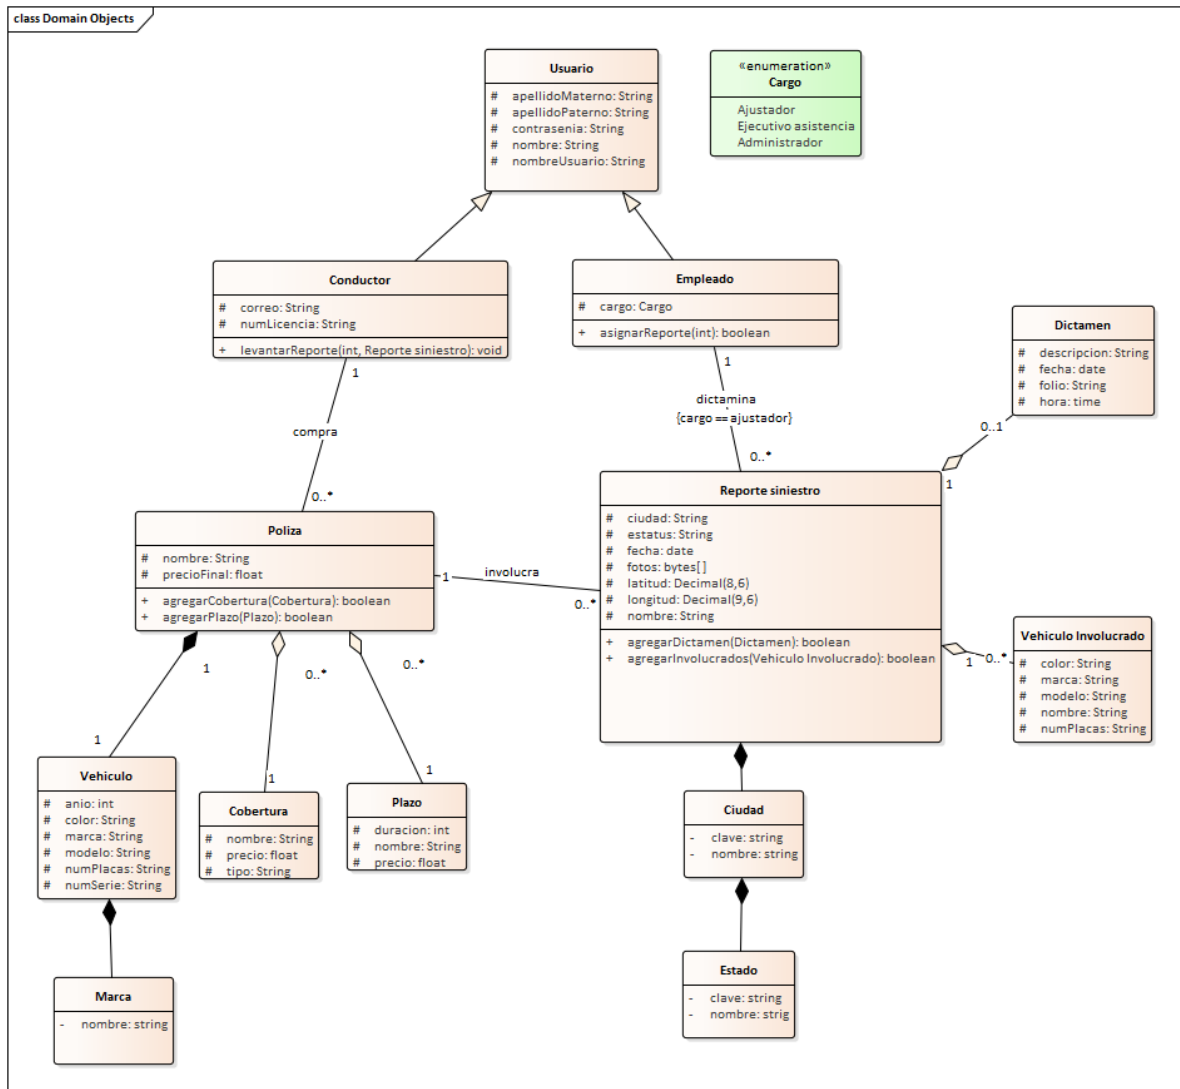 class Domain Objects
Usuario
# apellidoMaterno: String
# apellidoPaterno: String
# contrasenia: String
# nombre: String
# nombreUsuario: String
«enumeration»
Cargo
Ajustador
Ejecutivo asistencia
Administrador
Conductor
# correo: String
# numLicencia: String
+ levantarReporte(int, Reporte siniestro): void
Empleado
# cargo: Cargo
+ asignarReporte(int): boolean
Dictamen
# descripcion: String
# fecha: date
# folio: String
# hora: time
1
compra
0..*
1
dictamina
{cargo == ajustador}
0..*
0..1
1
Poliza
# nombre: String
# precioFinal: float
+ agregarCobertura(Cobertura): boolean
+ agregarPlazo(Plazo): boolean
1
involucra
0..*
Reporte siniestro
# ciudad: String
# estatus: String
# fecha: date
# fotos: bytes[]
# latitud: Decimal(8,6)
# longitud: Decimal(9,6)
# nombre: String
+ agregarDictamen(Dictamen): boolean
+ agregarInvolucrados(Vehiculo Involucrado): boolean
1
0..*
Vehiculo Involucrado
# color: String
# marca: String
# modelo: String
# nombre: String
# numPlacas: String
1
0..*
0..*
1
1
1
Vehiculo
# anio: int
# color: String
# marca: String
# modelo: String
# numPlacas: String
# numSerie: String
Cobertura
# nombre: String
# precio: float
# tipo: String
Plazo
# duracion: int
# nombre: String
# precio: float
Ciudad
- clave: string
- nombre: string
Marca
- nombre: string
Estado
- clave: string
- nombre: strig